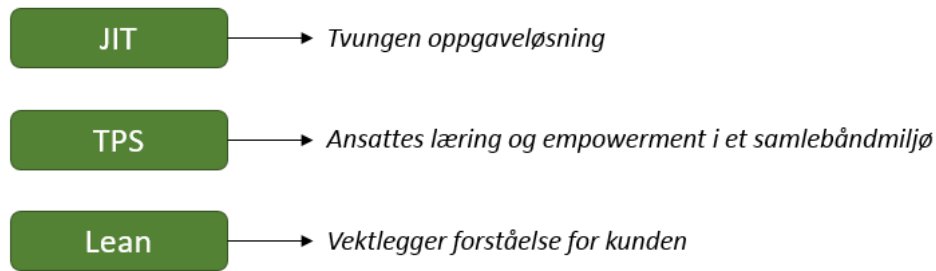 JIT Tvungen oppgaveløsning
TPS Ansattes læring og empowerment i et samlebåndmiljø
Lean Vektlegger forståelse for kunden